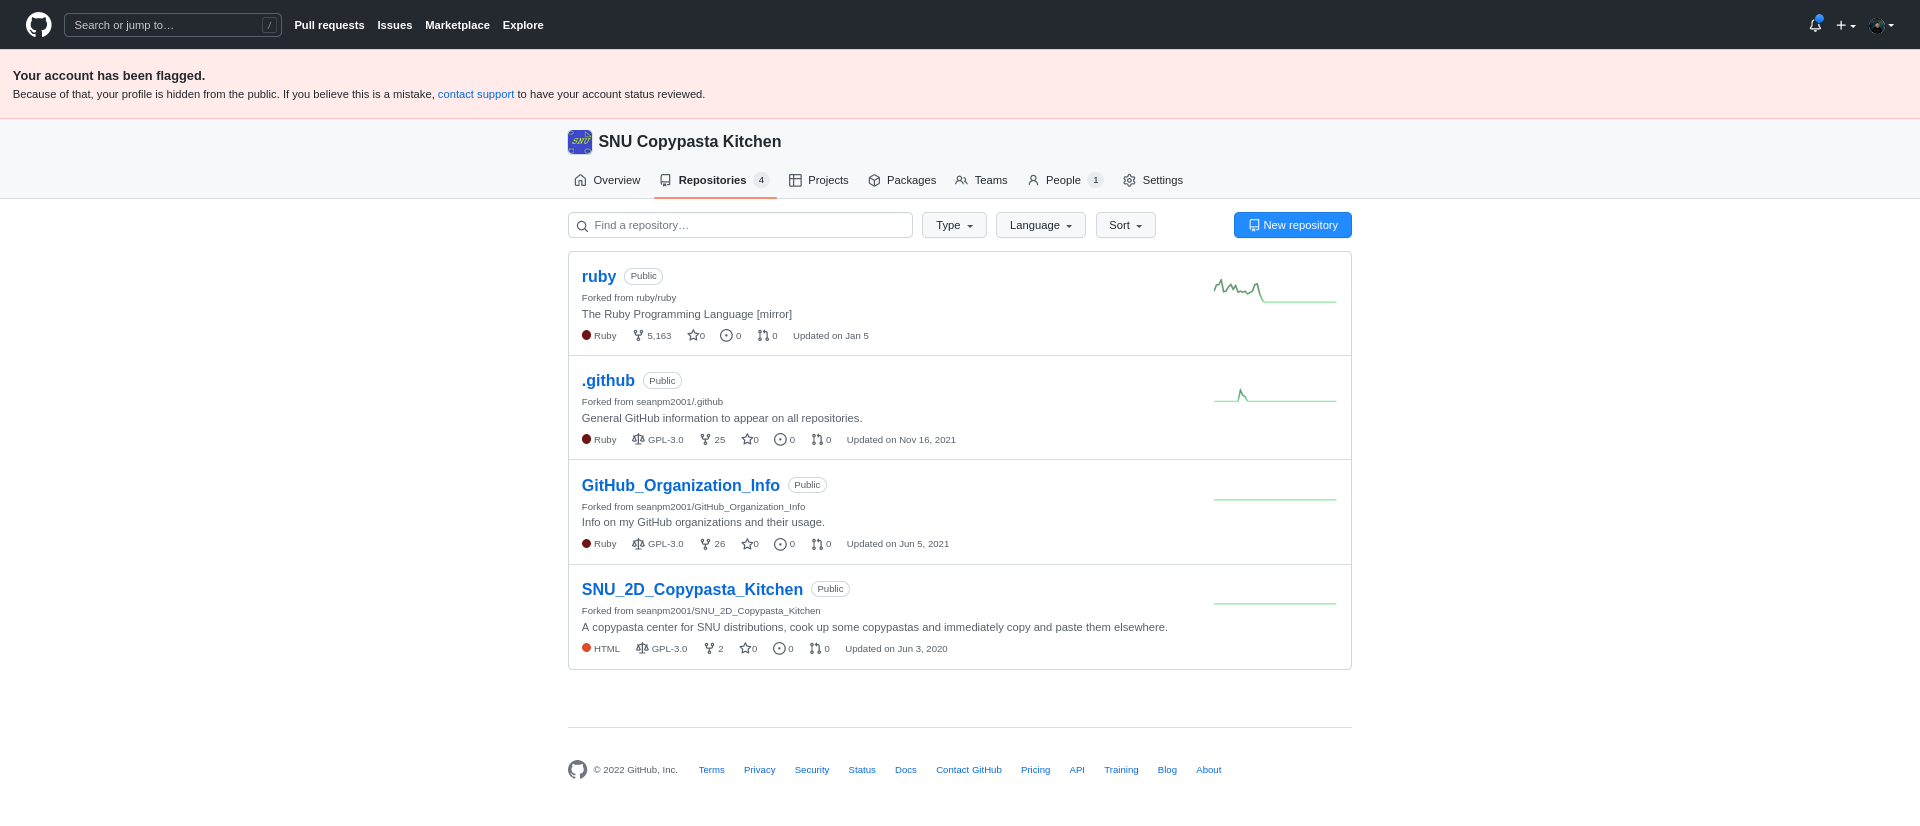 Search or jump to… / Pull requests Issues Marketplace Explore
Your account has been flagged.
Because of that, your profile is hidden from the public. If you believe this is a mistake, contact support to have your account status reviewed.
SNU SNU Copypasta Kitchen
Overview Repositories 4 Projects Packages Teams People 1 Settings
Find a repository… Type Language Sort New repository
ruby Public
Forked from ruby/ruby
The Ruby Programming Language [mirror]
Ruby 5,163 0 0 0 Updated on Jan 5
.github Public
Forked from seanpm2001/.github
General GitHub information to appear on all repositories.
Ruby GPL-3.0 25 0 0 0 Updated on Nov 16, 2021
GitHub_Organization_Info Public
Forked from seanpm2001/GitHub_Organization_Info
Info on my GitHub organizations and their usage.
Ruby GPL-3.0 26 0 0 0 Updated on Jun 5, 2021
SNU_2D_Copypasta_Kitchen Public
Forked from seanpm2001/SNU_2D_Copypasta_Kitchen
A copypasta center for SNU distributions, cook up some copypastas and immediately copy and paste them elsewhere.
HTML GPL-3.0 2 0 0 0 Updated on Jun 3, 2020
© 2022 GitHub, Inc. Terms Privacy Security Status Docs Contact GitHub Pricing API Training Blog About